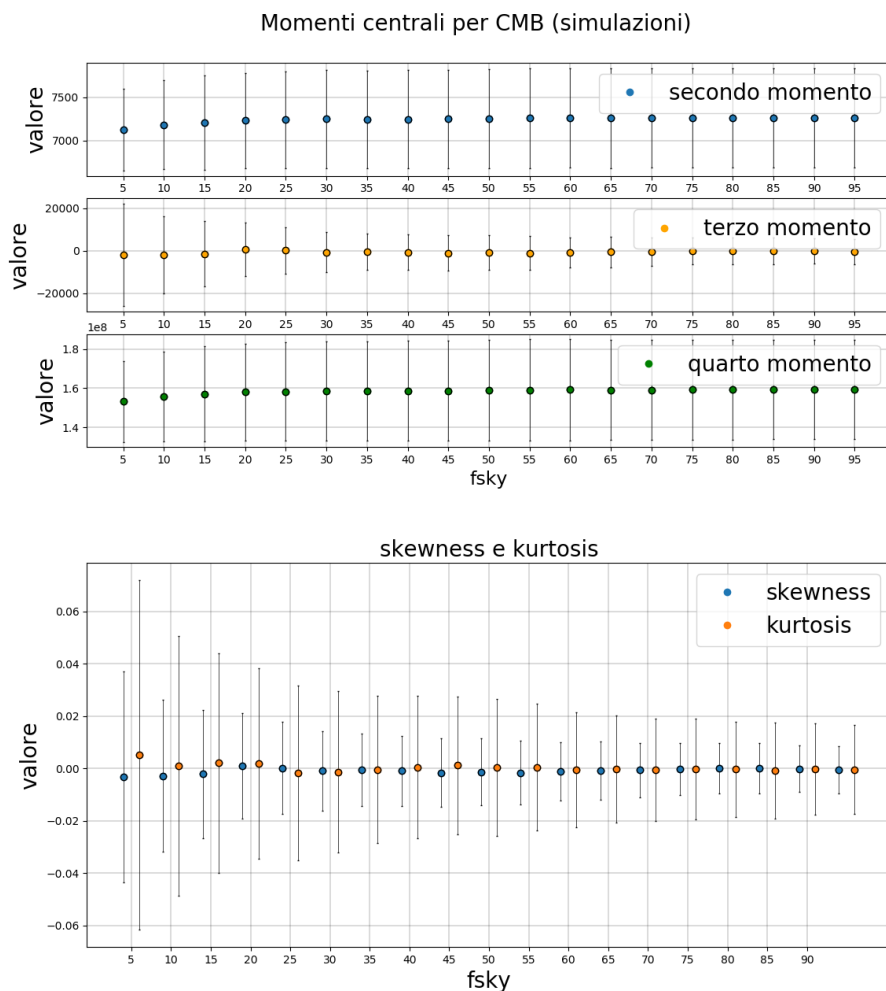 Momenti centrali per CMB (simulazioni)
valore
7500
7000
secondo momento
5 10 15 20 25 30 35 40 45 50 55 60 65 70 75 80 85 90 95
valore
20000
0
−20000
terzo momento
5 10 15 20 25 30 35 40 45 50 55 60 65 70 75 80 85 90 95
1e8
valore
1.8
1.6
1.4
quarto momento
5 10 15 20 25 30 35 40 45 50 55 60 65 70 75 80 85 90 95
fsky
skewness e kurtosis
valore
0.06
0.04
0.02
0.00
−0.02
−0.04
−0.06
skewness
kurtosis
5 10 15 20 25 30 35 40 45 50 55 60 65 70 75 80 85 90
fsky